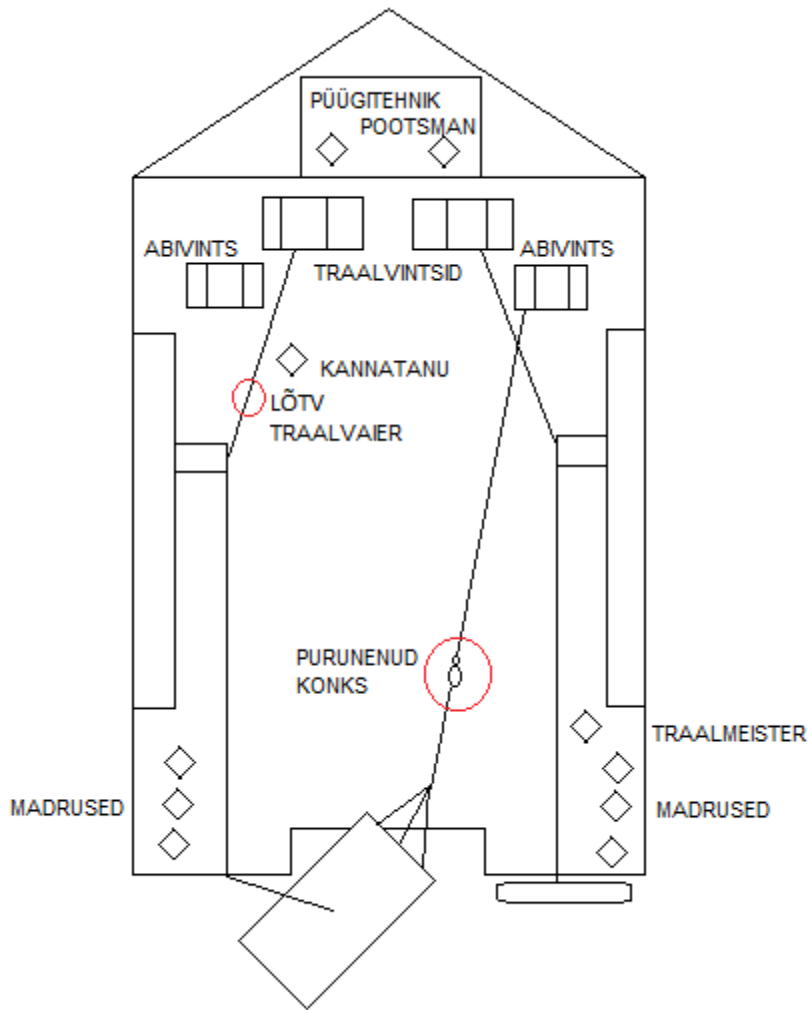 PÜÜGITEHNIK
POOTSMAN
ABIVINTS
TRAALVINTSID
ABIVINTS
KANNATANU
LÕTV
TRAALVAIER
PURUNENUD
KONKS
TRAALMEISTER
MADRUSED
MADRUSED